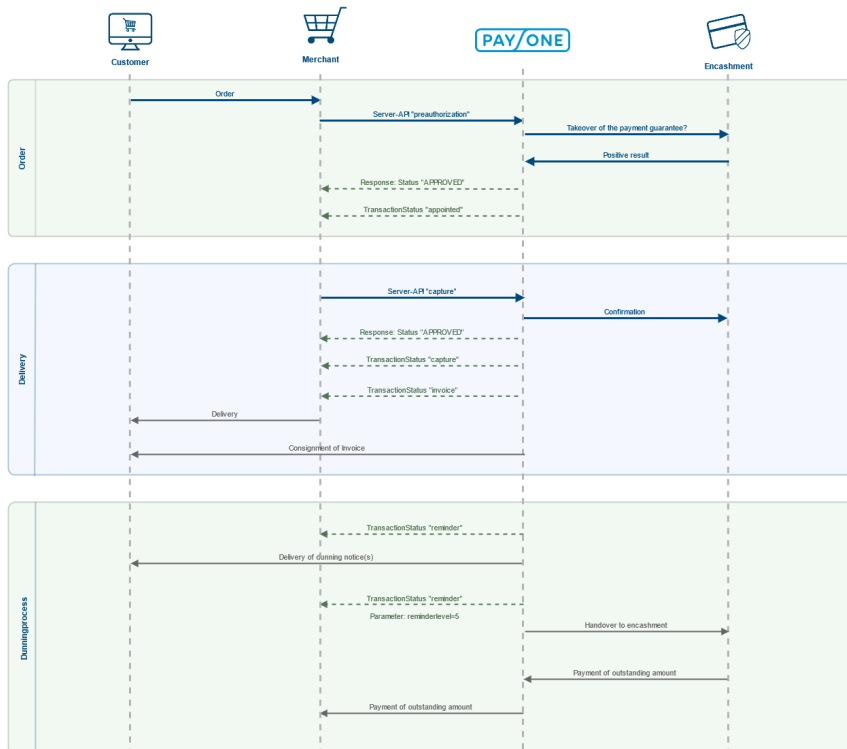 Customer
Merchant
PAY/ONE
Encashment
Order
Order
Server-API "preauthorization"
Takeover of the payment guarantee?
Positive result
Response: Status "APPROVED"
TransactionStatus "appointed"
Delivery
Server-API "capture"
Confirmation
Response: Status "APPROVED"
TransactionStatus "capture"
TransactionStatus "invoice"
Delivery
Consignment of Invoice
Dunningprocess
TransactionStatus "reminder"
Delivery of dunning notice(s)
TransactionStatus "reminder"
Parameter: reminderlevel=5
Handover to encashment
Payment of outstanding amount
Payment of outstanding amount